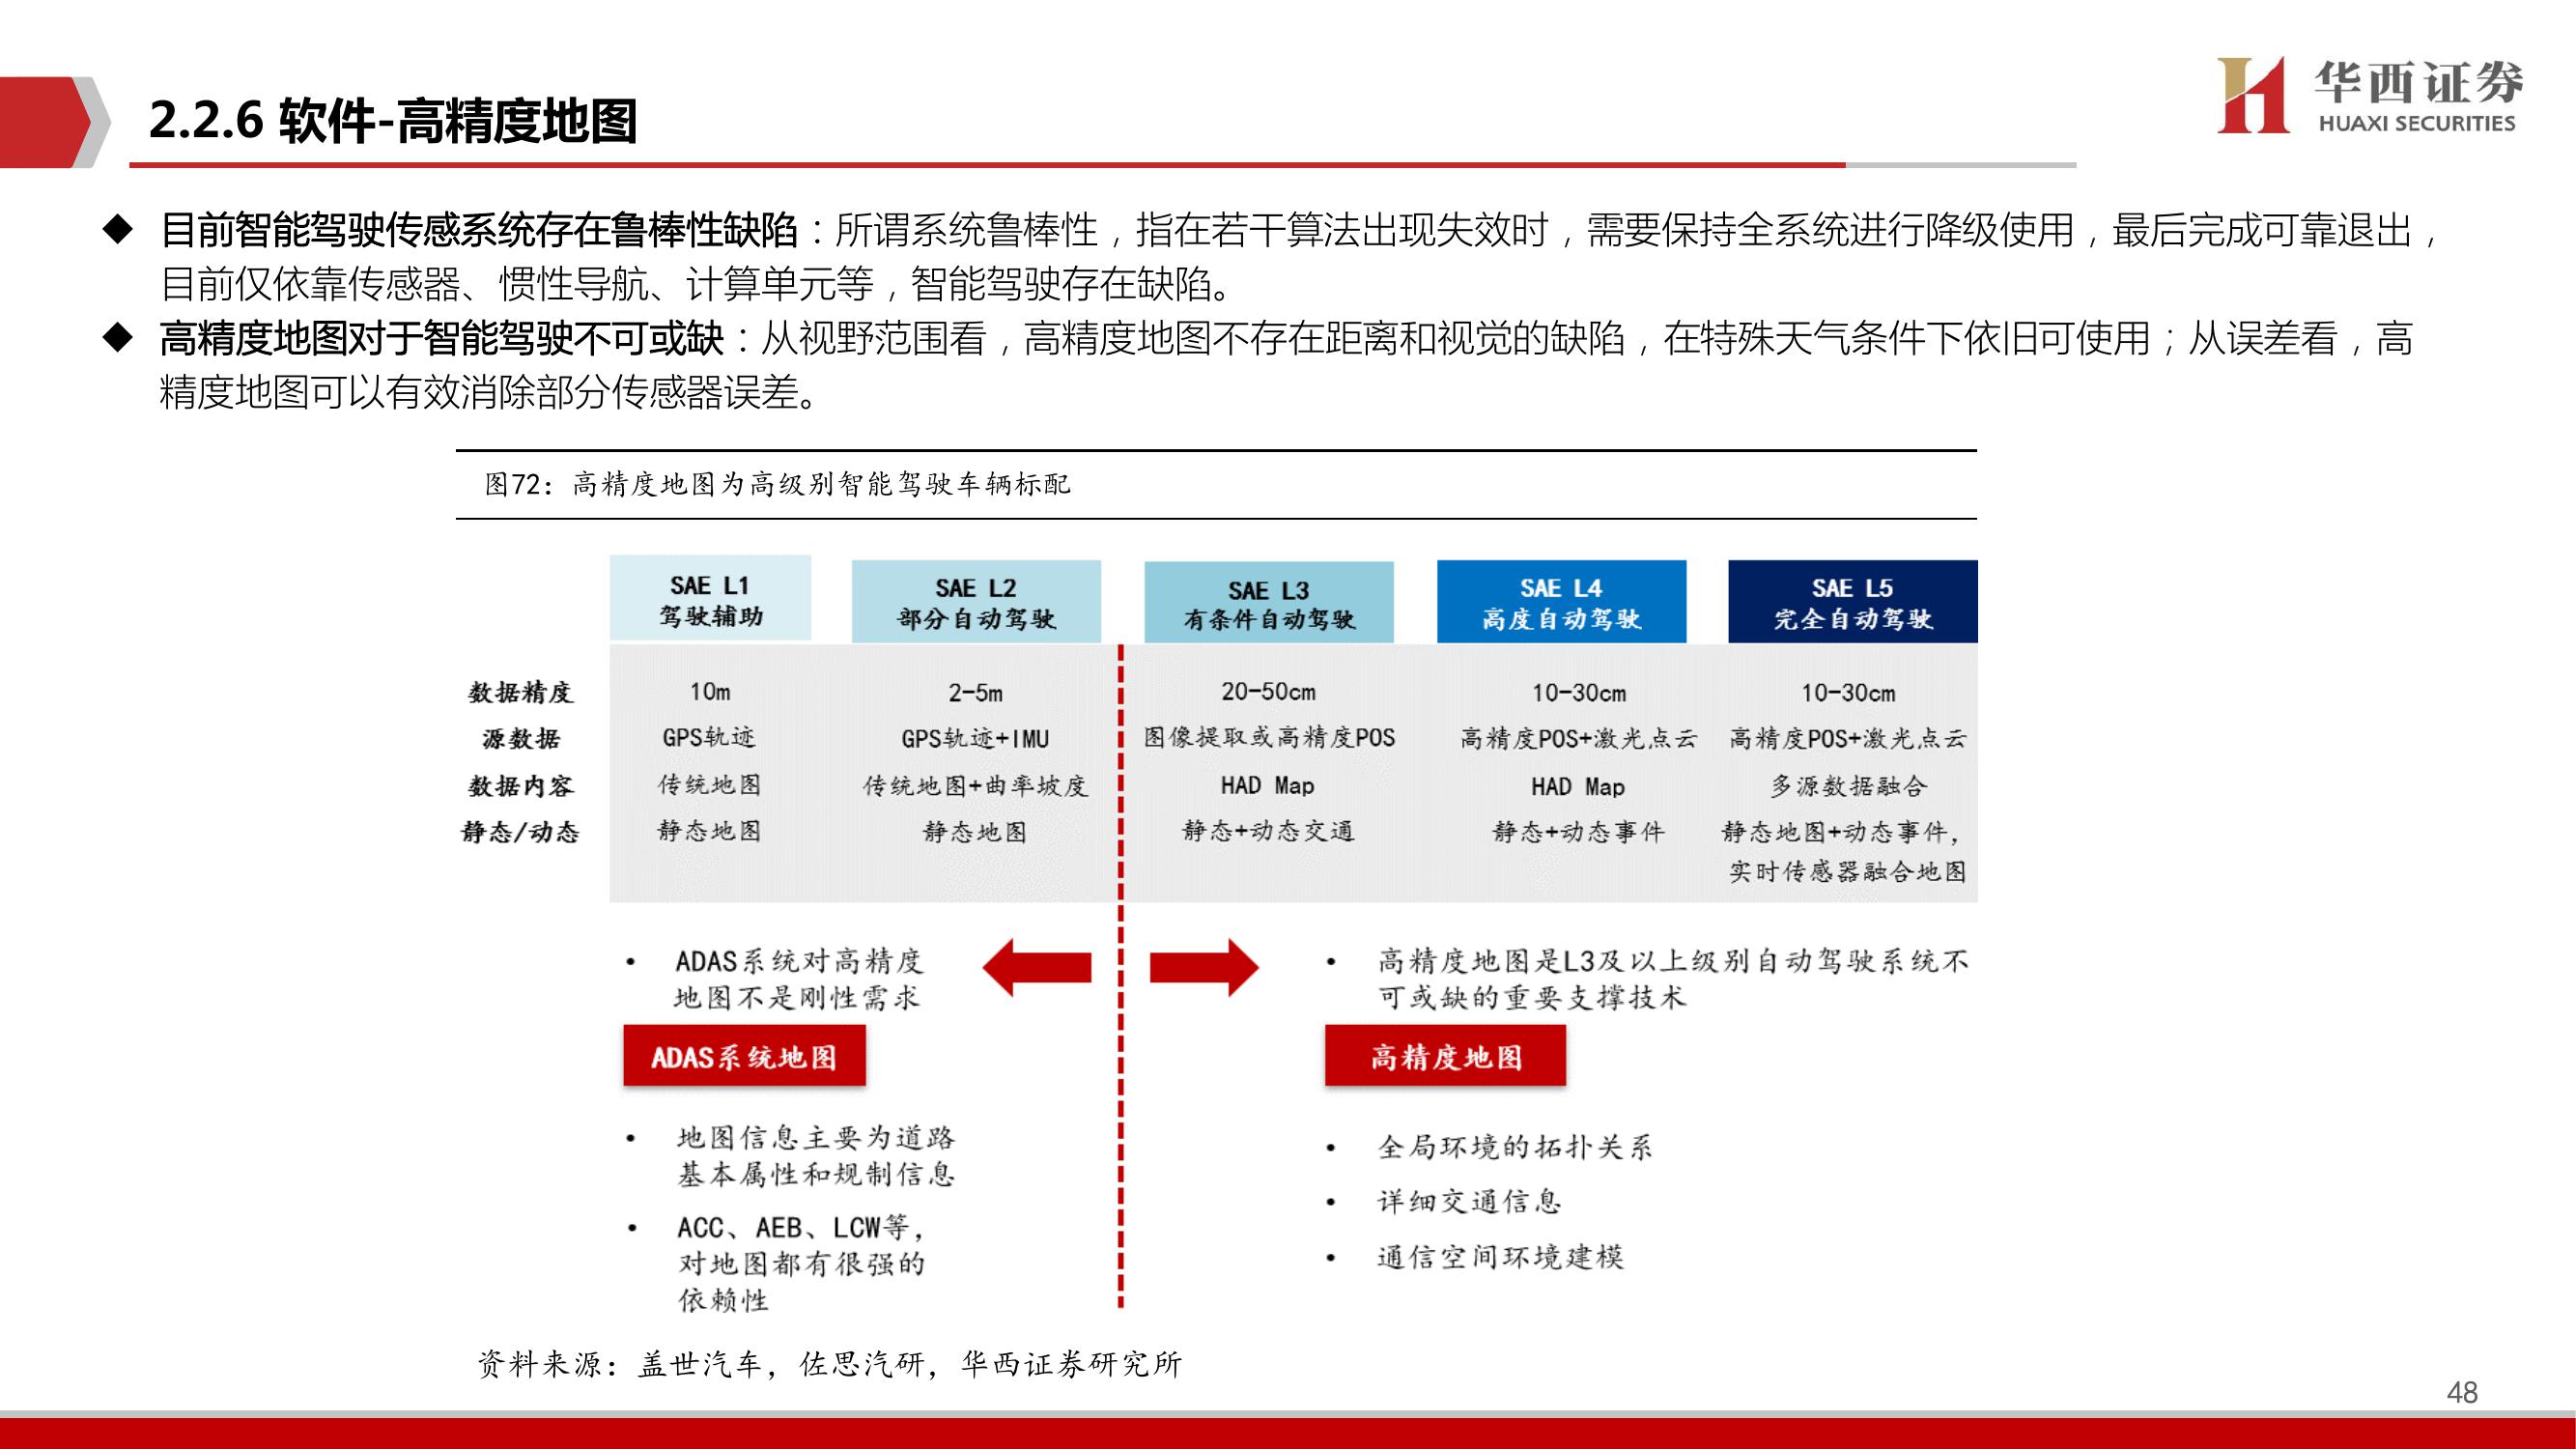 2.2.6 软件-高精度地图
华西证券
HUAXI SECURITIES
◆ 目前智能驾驶传感系统存在鲁棒性缺陷：所谓系统鲁棒性，指在若干算法出现失效时，需要保持全系统进行降级使用，最后完成可靠退出，
目前仅依靠传感器、惯性导航、计算单元等，智能驾驶存在缺陷。
◆ 高精度地图对于智能驾驶不可或缺：从视野范围看，高精度地图不存在距离和视觉的缺陷，在特殊天气条件下依旧可使用；从误差看，高
精度地图可以有效消除部分传感器误差。
图72：高精度地图为高级别智能驾驶车辆标配
SAE L1 SAE L2 SAE L3 SAE L4 SAE L5
驾驶辅助 部分自动驾驶 有条件自动驾驶 高度自动驾驶 完全自动驾驶
数据精度 10m 2-5m 20-50cm 10-30cm 10-30cm
源数据 GPS轨迹 GPS轨迹+IMU 图像提取或高精度POS 高精度POS+激光点云 高精度POS+激光点云
数据内容 传统地图 传统地图+曲率坡度 HAD Map HAD Map 多源数据融合
静态/动态 静态地图 静态地图 静态+动态交通 静态+动态事件 静态地图+动态事件，
实时传感器融合地图
• ADAS系统对高精度
地图不是刚性需求
ADAS系统地图
• 地图信息主要为道路
基本属性和规制信息
• ACC、AEB、LCW等，
对地图都有很强的
依赖性
• 高精度地图是L3及以上级别自动驾驶系统不
可或缺的重要支撑技术
高精度地图
• 全局环境的拓扑关系
• 详细交通信息
• 通信空间环境建模
资料来源：盖世汽车，佐思汽研，华西证券研究所
48